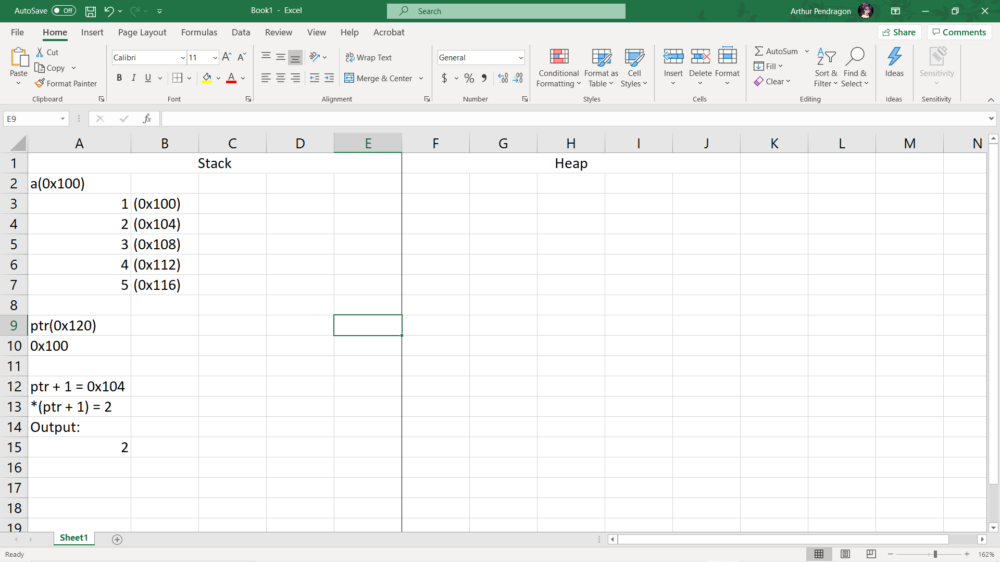 AutoSave Off Book1 - Excel Search Arthur Pendragon
File Home Insert Page Layout Formulas Data Review View Help Acrobat Share Comments
Paste Cut Copy Format Painter Clipboard
Calibri 11 A A B I U A Font
ab Wrap Text Merge & Center Alignment
General $ % 9 .00 .00 Number
Conditional Formatting Format as Table Cell Styles Styles
Insert Delete Format Cells
AutoSum Fill Clear Sort & Filter Find & Select Editing
Ideas Ideas
Sensitivity Sensitivity
E9 fx
A B C D E F G H I J K L M N
1 Stack Heap
2 a(0x100)
3 1 (0x100)
4 2 (0x104)
5 3 (0x108)
6 4 (0x112)
7 5 (0x116)
8
9 ptr(0x120)
10 0x100
11
12 ptr + 1 = 0x104
13 *(ptr + 1) = 2
14 Output:
15 2
16
17
18
19
Sheet1
Ready 162%